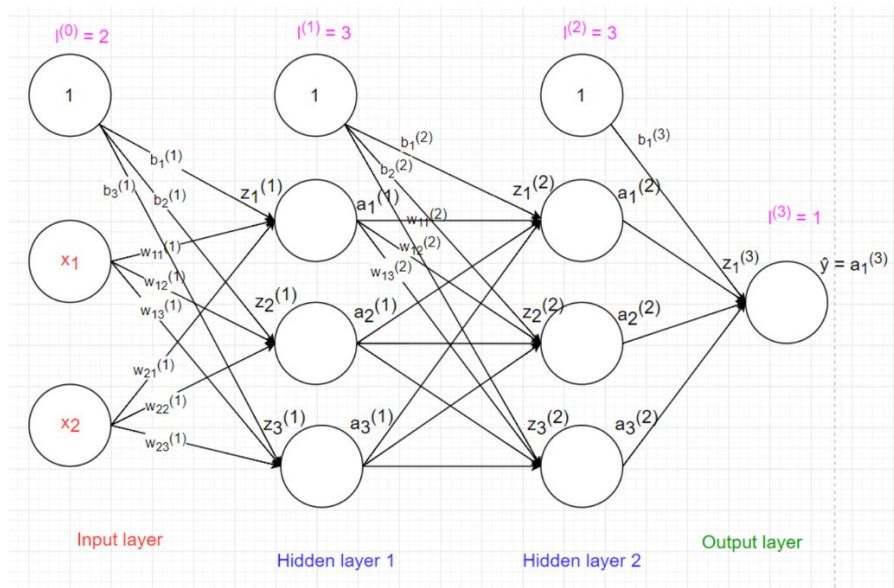 l^(0) = 2
l^(1) = 3
l^(2) = 3
1
1
1
b₁^(1)
b₃^(1)
b₂^(1)
b₁^(2)
b₂^(2)
b₁^(3)
z₁^(1)
a₁^(1)
w₁₁^(2)
z₁^(2)
a₁^(2)
l^(3) = 1
x₁
w₁₁^(1)
w₁₂^(1)
w₁₃^(1)
w₁₂^(2)
w₁₃^(2)
z₁^(3)
ŷ = a₁^(3)
z₂^(1)
a₂^(1)
z₂^(2)
a₂^(2)
w₂₁^(1)
x₂
w₂₂^(1)
w₂₃^(1)
z₃^(1)
a₃^(1)
z₃^(2)
a₃^(2)
Input layer
Hidden layer 1
Hidden layer 2
Output layer